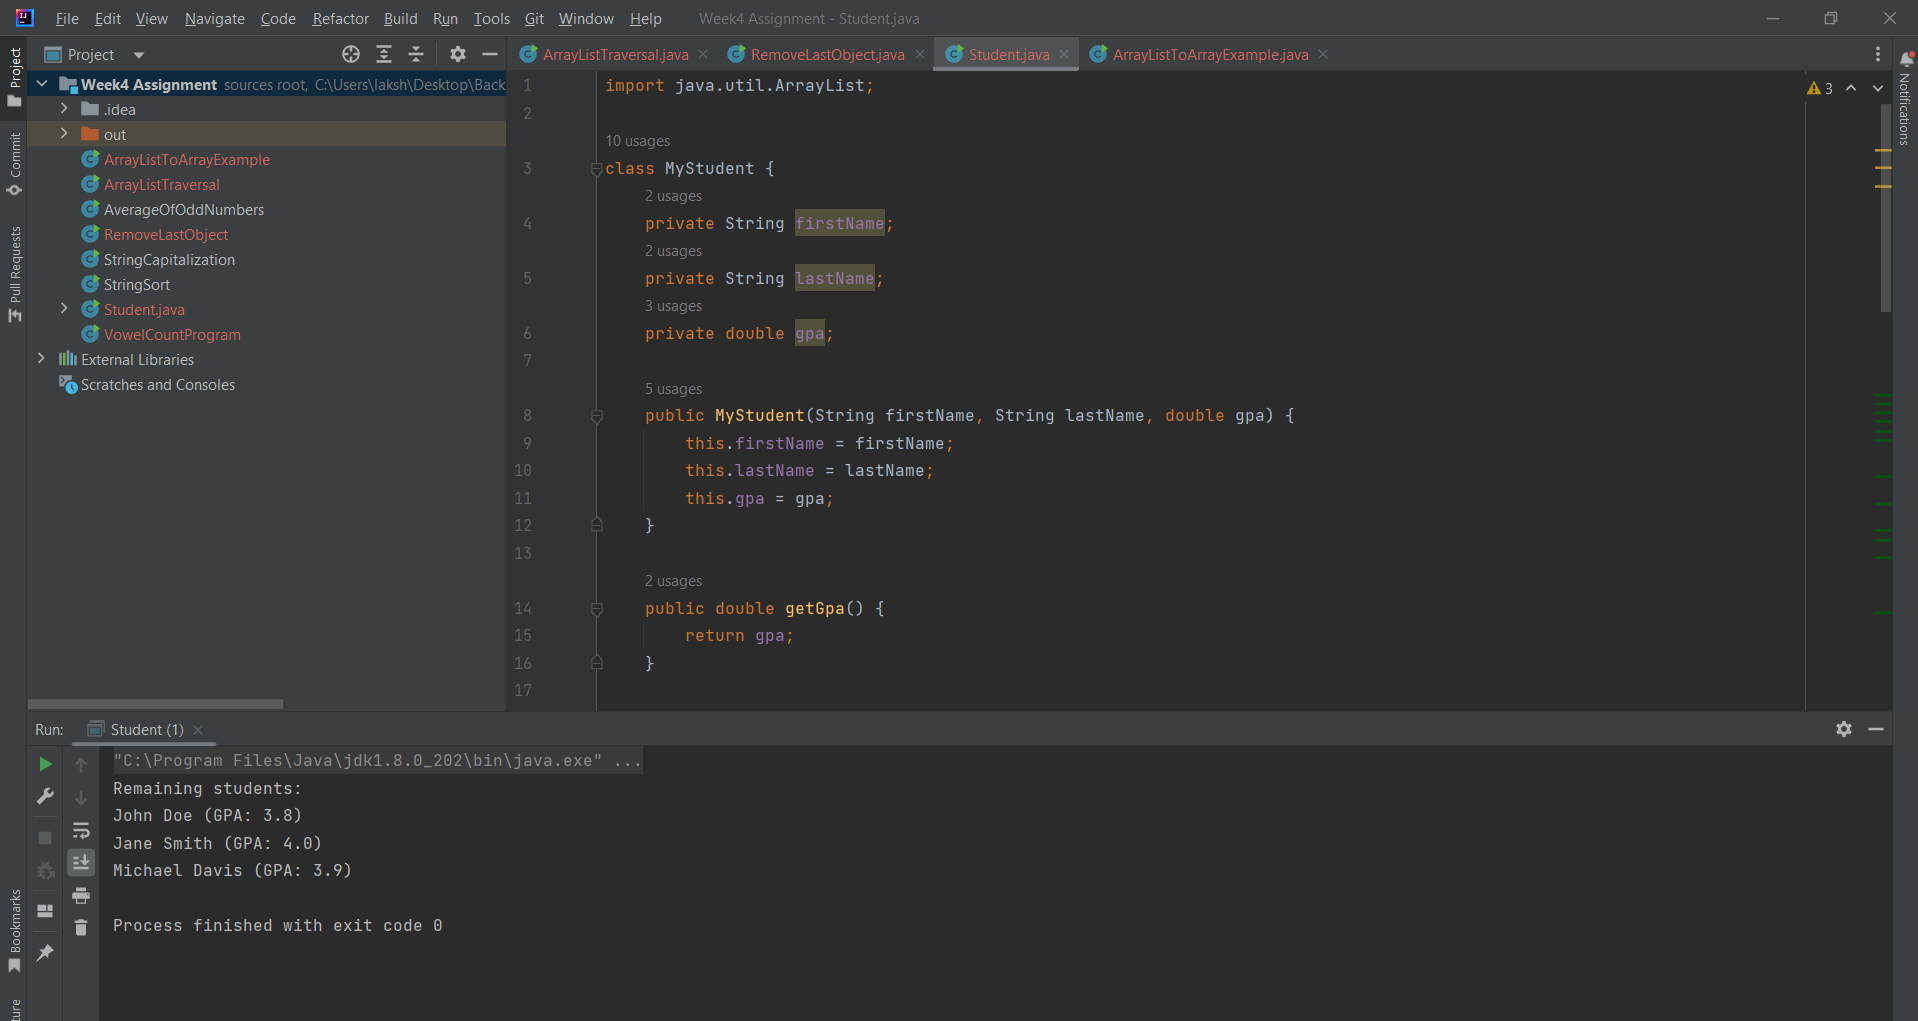 File Edit View Navigate Code Refactor Build Run Tools Git Window Help Week4 Assignment - Student.java
Project
Commit
Pull Requests
Bookmarks
Project
Week4 Assignment sources root, C:\Users\laksh\Desktop\Back
.idea
out
ArrayListToArrayExample
ArrayListTraversal
AverageOfOddNumbers
RemoveLastObject
StringCapitalization
StringSort
Student.java
VowelCountProgram
External Libraries
Scratches and Consoles
ArrayListTraversal.java RemoveLastObject.java Student.java ArrayListToArrayExample.java
3
Notifications
1 import java.util.ArrayList;
2
10 usages
3 class MyStudent {
2 usages
4 private String firstName;
2 usages
5 private String lastName;
3 usages
6 private double gpa;
7
5 usages
8 public MyStudent(String firstName, String lastName, double gpa) {
9 this.firstName = firstName;
10 this.lastName = lastName;
11 this.gpa = gpa;
12 }
13
2 usages
14 public double getGpa() {
15 return gpa;
16 }
17
Run: Student (1)
"C:\Program Files\Java\jdk1.8.0_202\bin\java.exe" ...
Remaining students:
John Doe (GPA: 3.8)
Jane Smith (GPA: 4.0)
Michael Davis (GPA: 3.9)
Process finished with exit code 0